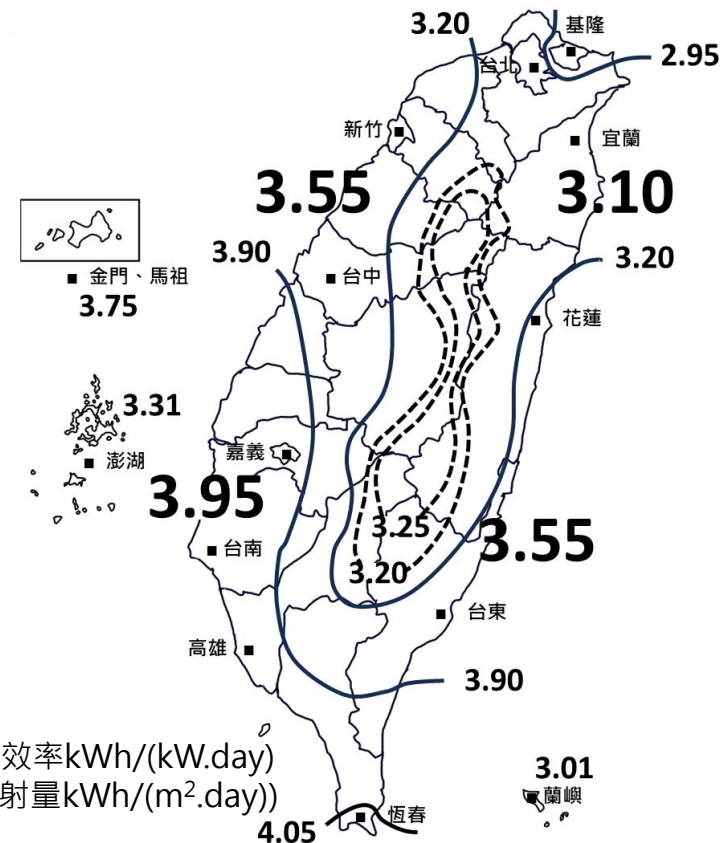 3.20
基隆
台北
2.95
新竹
宜蘭
3.55
3.10
3.90
3.20
台中
金門、馬祖
3.75
花蓮
3.31
嘉義
澎湖
3.95
3.25
3.55
台南
3.20
台東
高雄
3.90
效率kWh/(kW.day)
射量kWh/(m².day))
3.01
蘭嶼
恆春
4.05